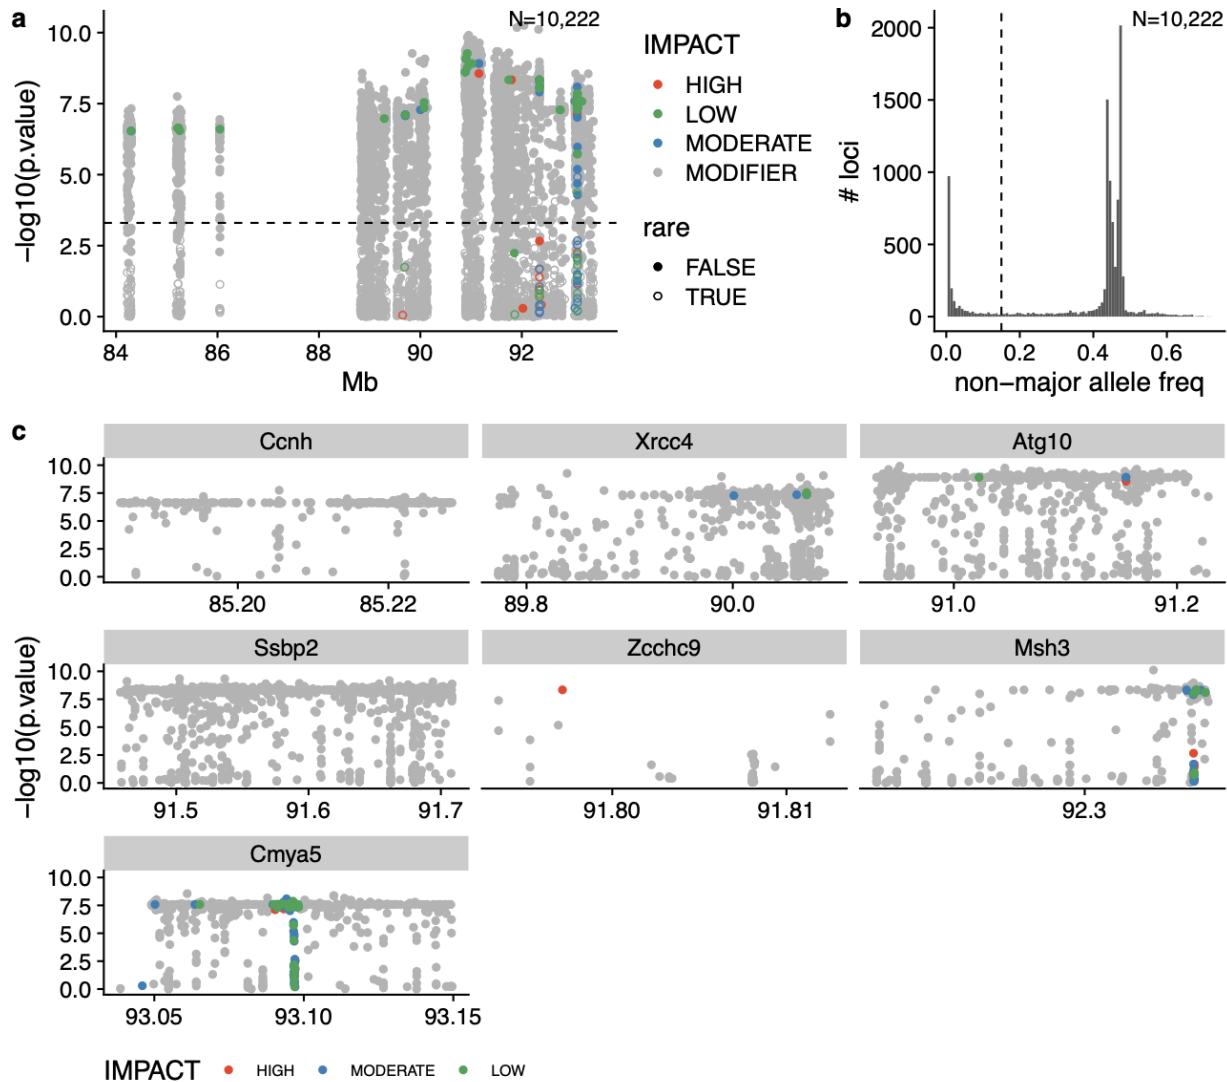 a
N=10,222
10.0
7.5
5.0
2.5
0.0
−log10(p.value)
84 86 88 90 92
Mb
IMPACT
HIGH
LOW
MODERATE
MODIFIER
rare
FALSE
TRUE
b
N=10,222
2000
1500
1000
500
0
# loci
0.0 0.2 0.4 0.6
non−major allele freq
c
Ccnh
Xrcc4
Atg10
10.0
7.5
5.0
2.5
0.0
85.20 85.22
89.8 90.0
91.0 91.2
Ssbp2
Zcchc9
Msh3
−log10(p.value)
10.0
7.5
5.0
2.5
0.0
91.5 91.6 91.7
91.80 91.81
92.3
Cmya5
10.0
7.5
5.0
2.5
0.0
93.05 93.10 93.15
IMPACT HIGH MODERATE LOW